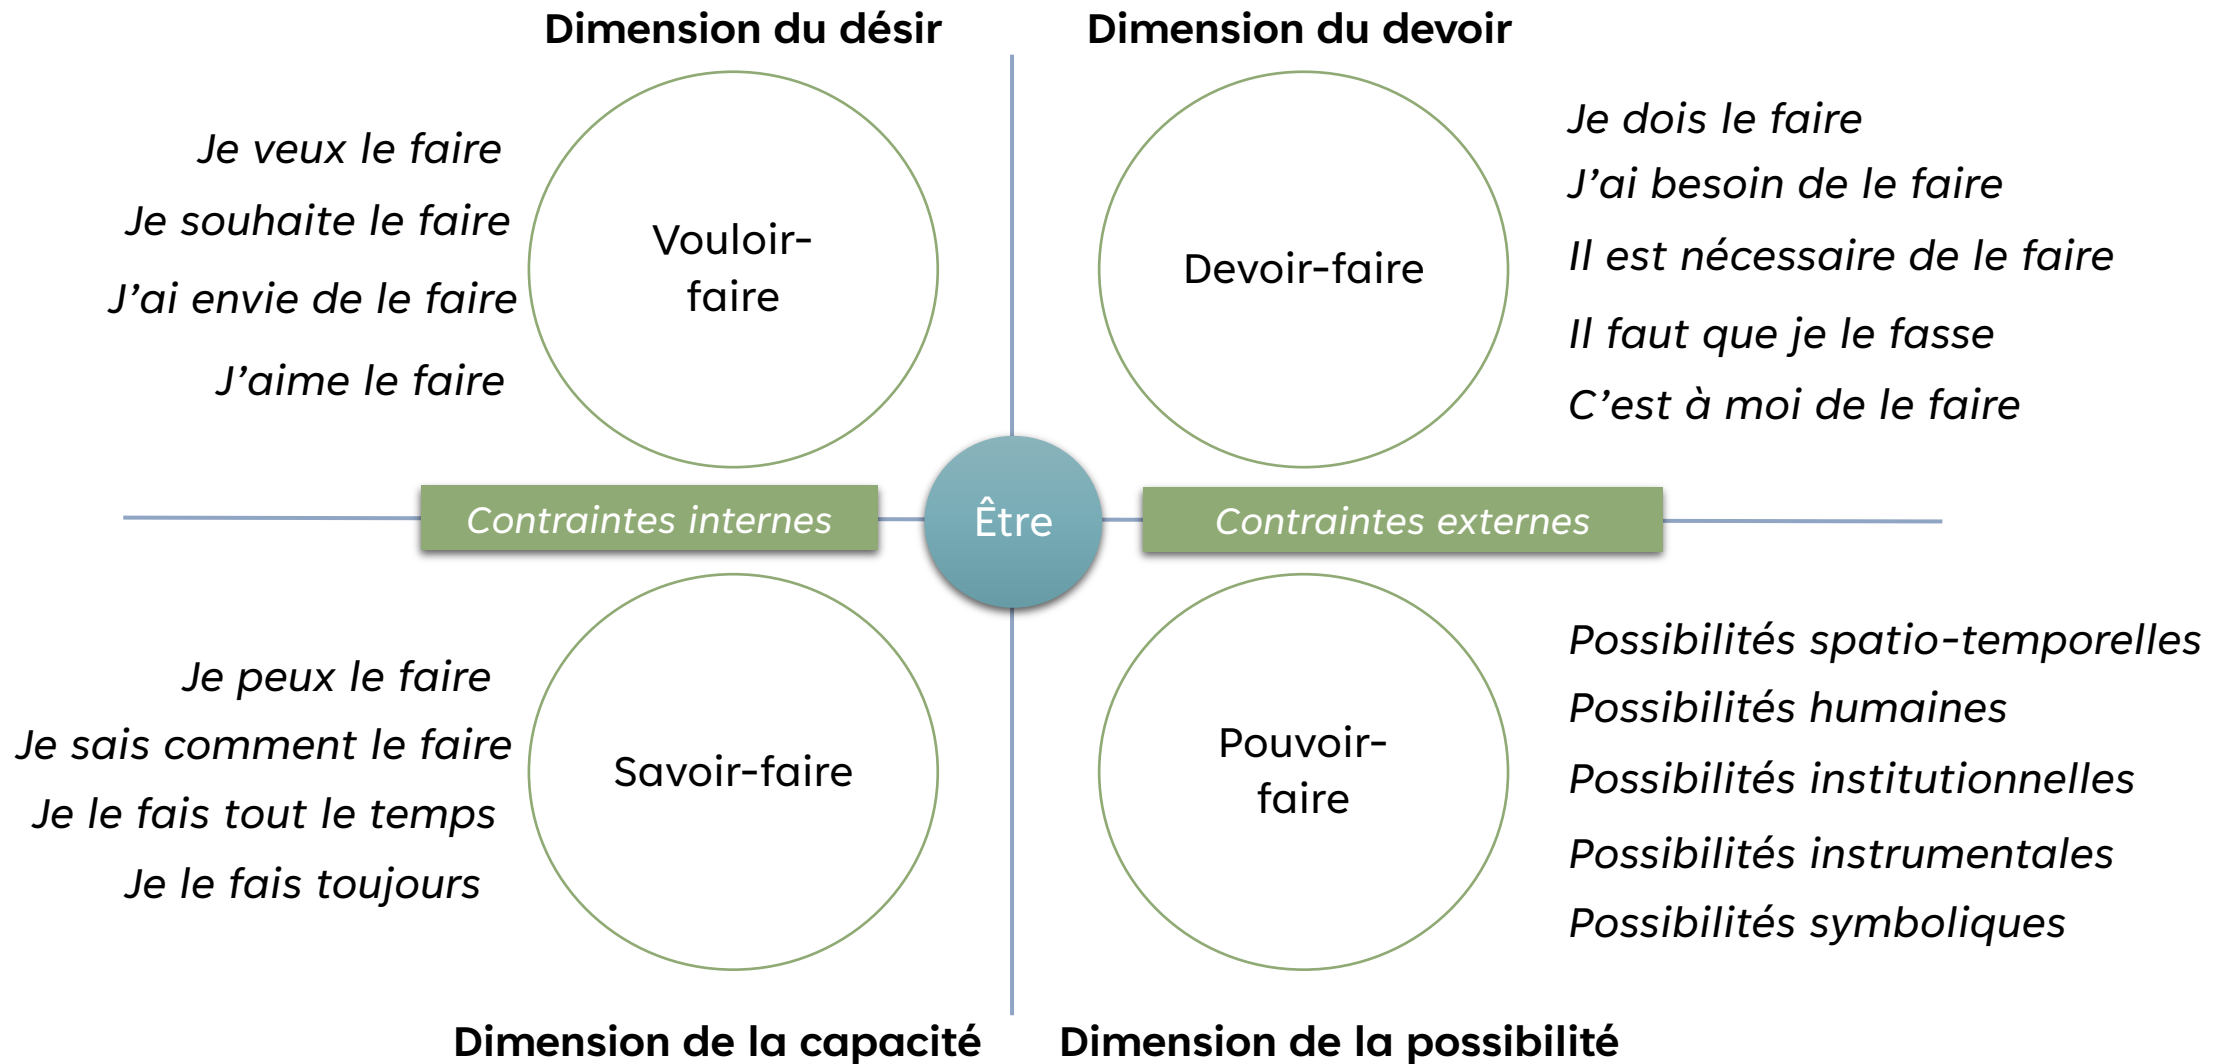 Dimension du désir
Dimension du devoir
Je veux le faire
Je souhaite le faire
J’ai envie de le faire
J’aime le faire
Vouloir-
faire
Devoir-faire
Je dois le faire
J’ai besoin de le faire
Il est nécessaire de le faire
Il faut que je le fasse
C’est à moi de le faire
Contraintes internes
Être
Contraintes externes
Je peux le faire
Je sais comment le faire
Je le fais tout le temps
Je le fais toujours
Savoir-faire
Pouvoir-
faire
Possibilités spatio-temporelles
Possibilités humaines
Possibilités institutionnelles
Possibilités instrumentales
Possibilités symboliques
Dimension de la capacité
Dimension de la possibilité